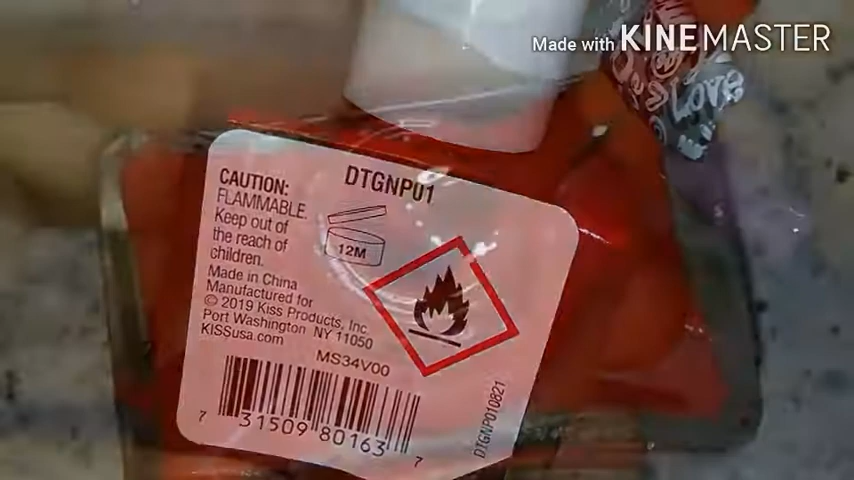 Made with KINEMASTER
Love
DTGNP01
CAUTION:
FLAMMABLE.
Keep out of
the reach of
children.
12M
Made in China
Manufactured for
© 2019 Kiss Products, Inc.
Port Washington NY 11050
KISSusa.com
MS34V00
7 31509 80163 7
DTGNP010821